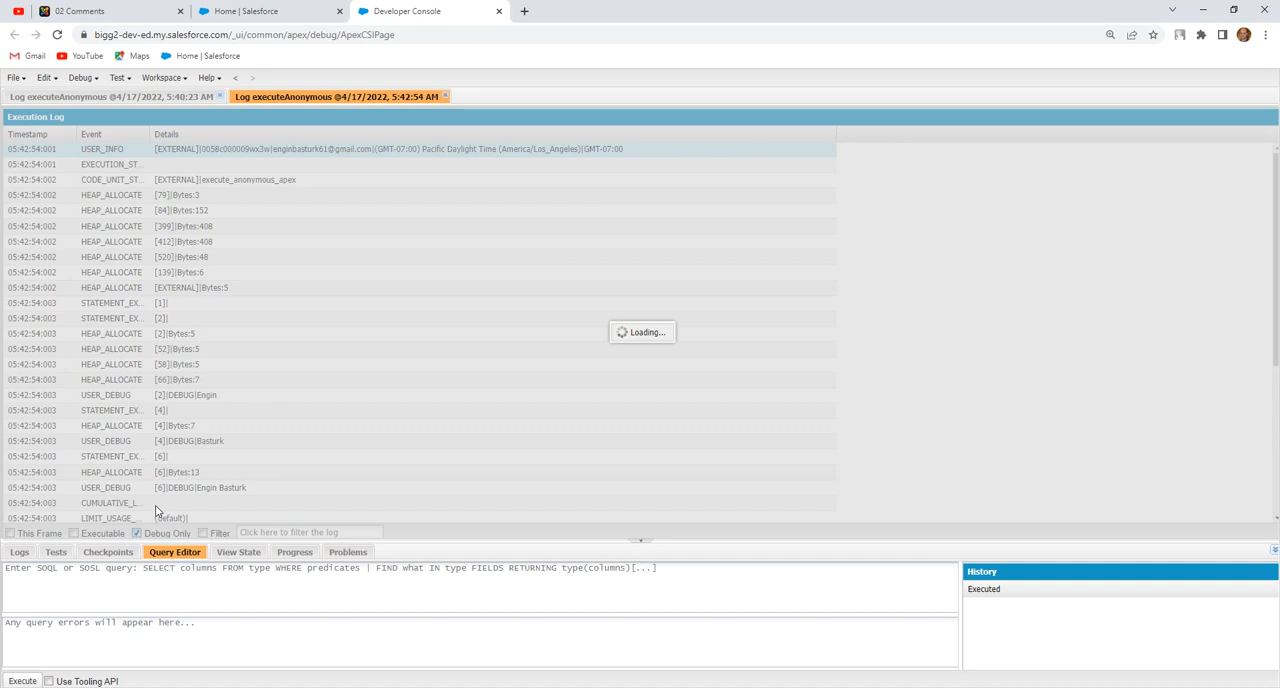 02 Comments
Home | Salesforce
Developer Console
bigg2-dev-ed.my.salesforce.com/_ui/common/apex/debug/ApexCSIPage
Gmail YouTube Maps Home | Salesforce
File Edit Debug Test Workspace Help < >
Log executeAnonymous @4/17/2022, 5:40:23 AM Log executeAnonymous @4/17/2022, 5:42:54 AM
Execution Log
Timestamp Event Details
05:42:54:001 USER_INFO [EXTERNAL]|0058c000009wx3w|enginbasturk61@gmail.com|(GMT-07:00) Pacific Daylight Time (America/Los_Angeles)|GMT-07:00
05:42:54:001 EXECUTION_ST...
05:42:54:002 CODE_UNIT_ST... [EXTERNAL]|execute_anonymous_apex
05:42:54:002 HEAP_ALLOCATE [79]|Bytes:3
05:42:54:002 HEAP_ALLOCATE [84]|Bytes:152
05:42:54:002 HEAP_ALLOCATE [399]|Bytes:408
05:42:54:002 HEAP_ALLOCATE [412]|Bytes:408
05:42:54:002 HEAP_ALLOCATE [520]|Bytes:48
05:42:54:002 HEAP_ALLOCATE [139]|Bytes:6
05:42:54:002 HEAP_ALLOCATE [EXTERNAL]|Bytes:5
05:42:54:003 STATEMENT_EX... [1]|
05:42:54:003 STATEMENT_EX... [2]|
05:42:54:003 HEAP_ALLOCATE [2]|Bytes:5
05:42:54:003 HEAP_ALLOCATE [52]|Bytes:5
05:42:54:003 HEAP_ALLOCATE [58]|Bytes:5
05:42:54:003 HEAP_ALLOCATE [66]|Bytes:7
05:42:54:003 USER_DEBUG [2]|DEBUG|Engin
05:42:54:003 STATEMENT_EX... [4]|
05:42:54:003 HEAP_ALLOCATE [4]|Bytes:7
05:42:54:003 USER_DEBUG [4]|DEBUG|Basturk
05:42:54:003 STATEMENT_EX... [6]|
05:42:54:003 HEAP_ALLOCATE [6]|Bytes:13
05:42:54:003 USER_DEBUG [6]|DEBUG|Engin Basturk
05:42:54:003 CUMULATIVE_L...
05:42:54:003 LIMIT_USAGE_... (default)|
Loading...
This Frame Executable Debug Only Filter Click here to filter the log
Logs Tests Checkpoints Query Editor View State Progress Problems
Enter SOQL or SOSL query: SELECT columns FROM type WHERE predicates | FIND what IN type FIELDS RETURNING type(columns)[...]
History
Executed
Any query errors will appear here...
Execute Use Tooling API